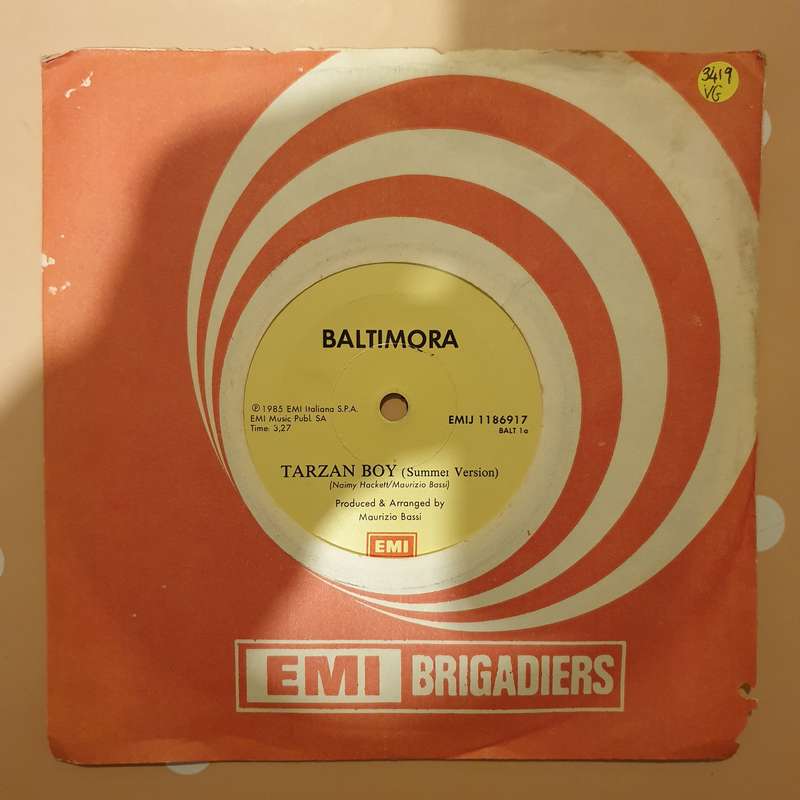 3419
VG
BALTIMORA
℗ 1985 EMI Italiana S.P.A.
EMI Music Publ. SA
Time: 3,27
EMIJ 1186917
BALT 1a
TARZAN BOY (Summer Version)
(Naimy Hackett/Maurizio Bassi)
Produced & Arranged by
Maurizio Bassi
EMI
EMI BRIGADIERS